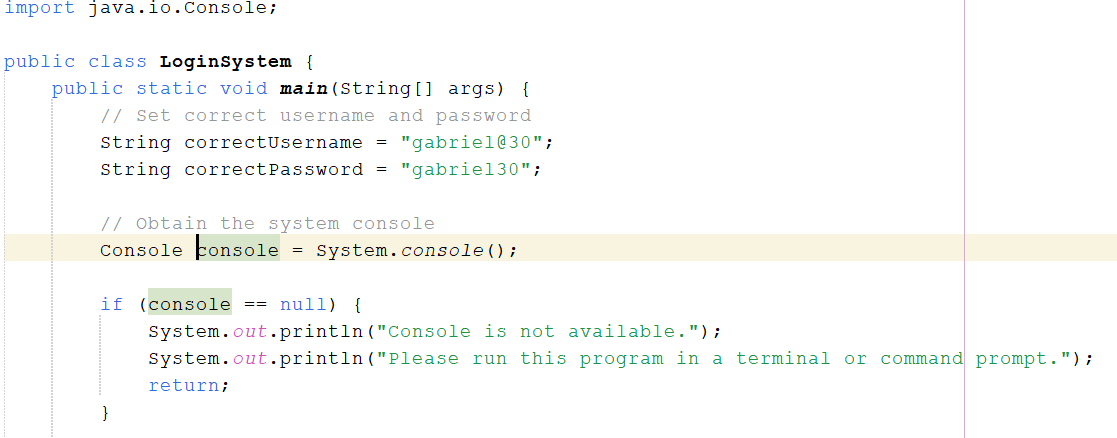 import java.io.Console;
public class LoginSystem {
public static void main(String[] args) {
// Set correct username and password
String correctUsername = "gabriel@30";
String correctPassword = "gabriel30";
// Obtain the system console
Console console = System.console();
if (console == null) {
System.out.println("Console is not available.");
System.out.println("Please run this program in a terminal or command prompt.");
return;
}